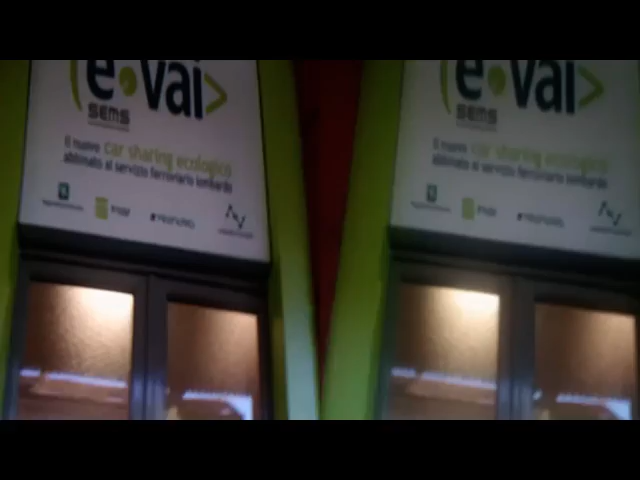 (e•vai>
SEMS
Il nuovo car sharing ecologico
abbinato al servizio ferroviario lombardo
(e•vai>
SEMS
Il nuovo car sharing ecologico
abbinato al servizio ferroviario lombardo